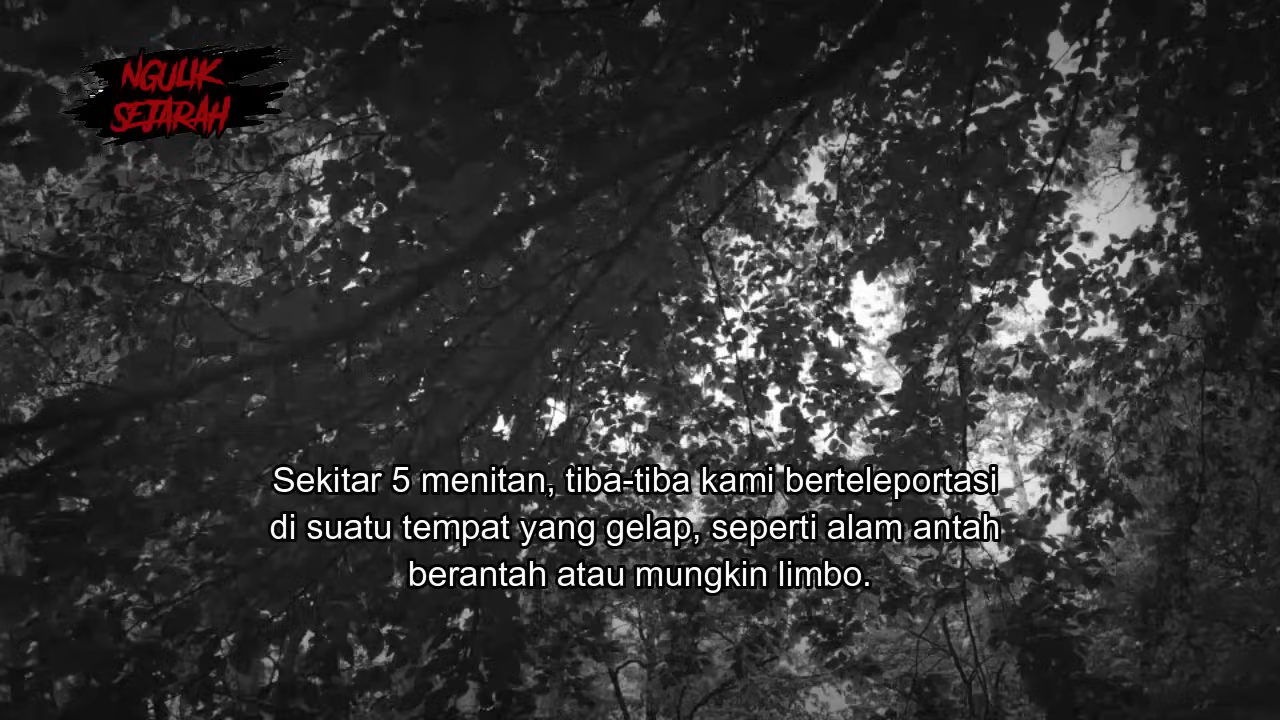 NGULIK
SEJARAH
Sekitar 5 menitan, tiba-tiba kami berteleportasi
di suatu tempat yang gelap, seperti alam antah
berantah atau mungkin limbo.